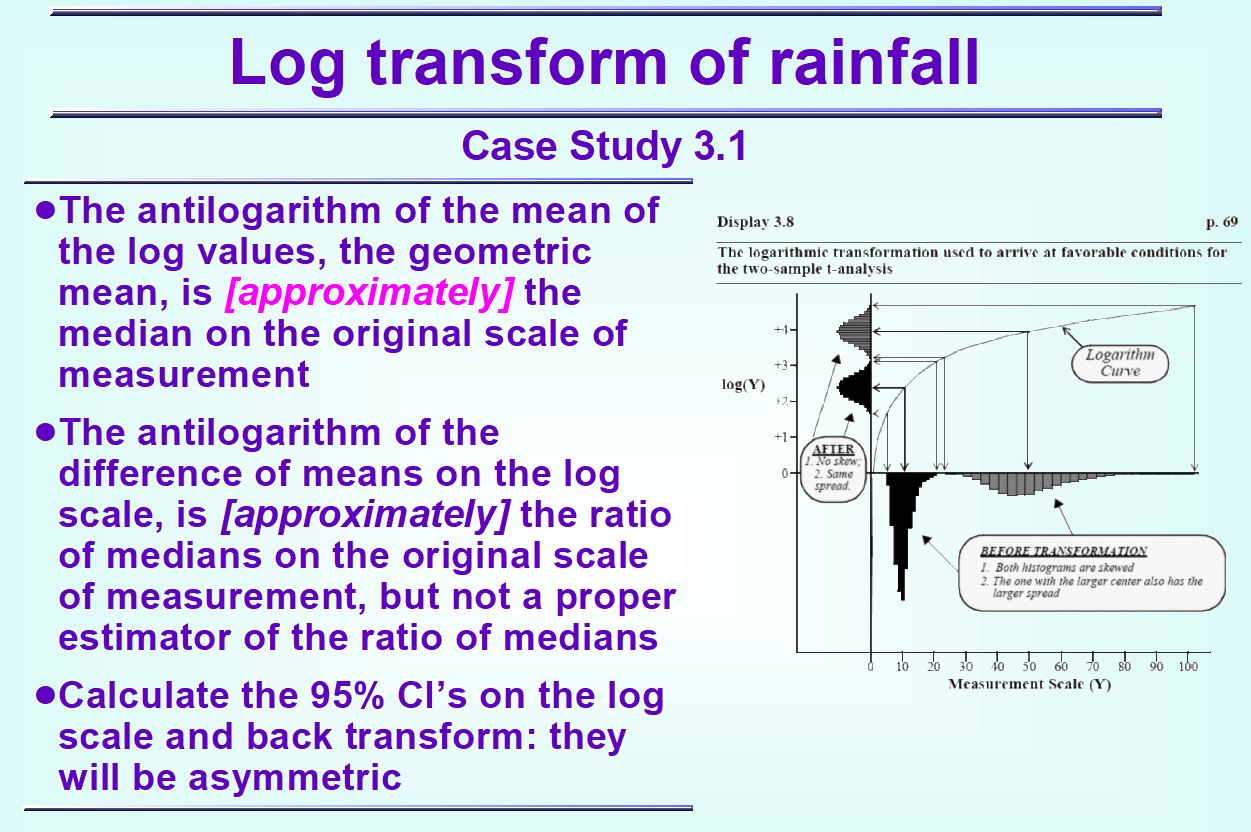 Log transform of rainfall
Case Study 3.1
●The antilogarithm of the mean of
the log values, the geometric
mean, is [approximately] the
median on the original scale of
measurement
●The antilogarithm of the
difference of means on the log
scale, is [approximately] the ratio
of medians on the original scale
of measurement, but not a proper
estimator of the ratio of medians
●Calculate the 95% CI’s on the log
scale and back transform: they
will be asymmetric
Display 3.8 p. 69
The logarithmic transformation used to arrive at favorable conditions for
the two-sample t-analysis
+4
+3
log(Y)
+2
+1
0
Logarithm
Curve
AFTER
1. No skew;
2. Same
spread.
BEFORE TRANSFORMATION
1. Both histograms are skewed
2. The one with the larger center also has the
larger spread
0 10 20 30 40 50 60 70 80 90 100
Measurement Scale (Y)